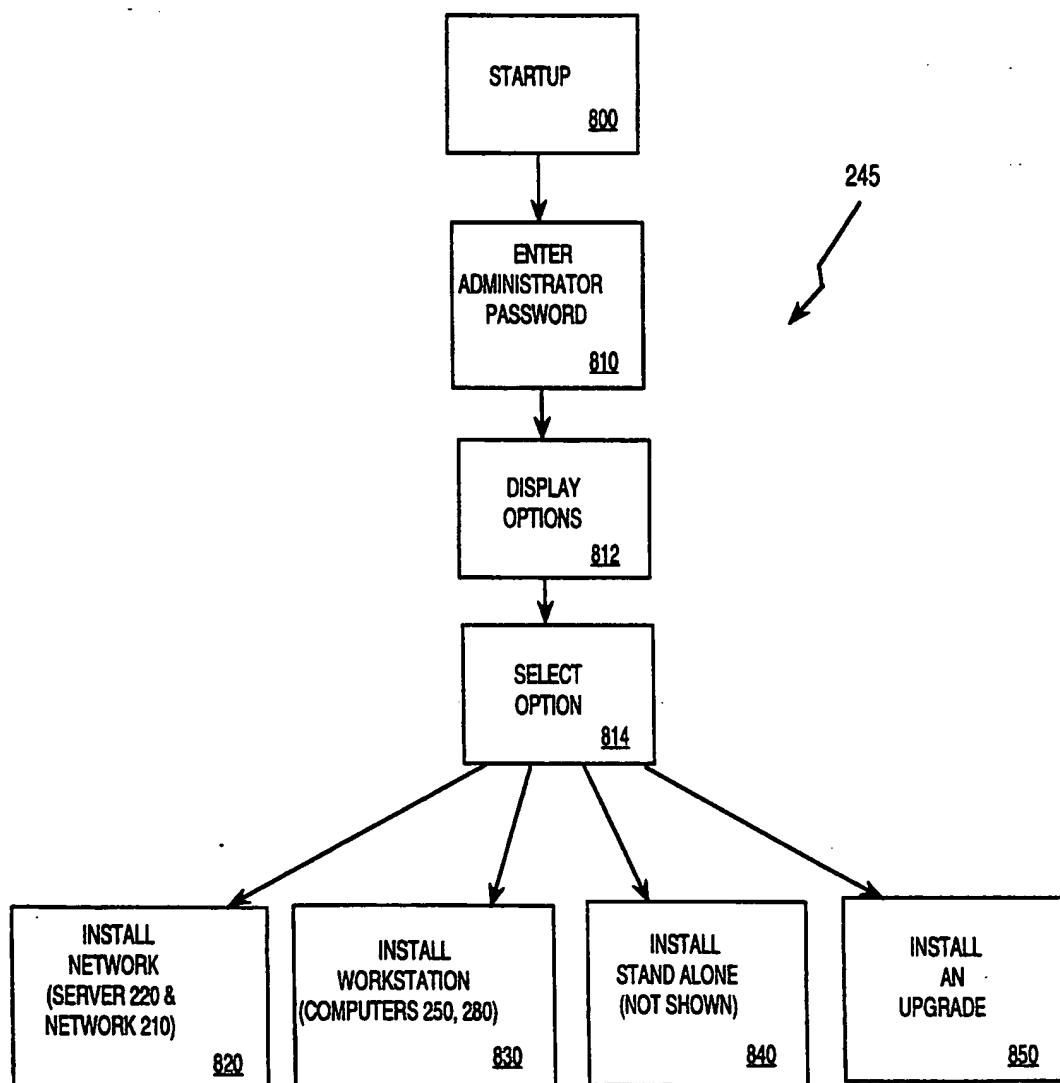 STARTUP
800
245
ENTER
ADMINISTRATOR
PASSWORD
810
DISPLAY
OPTIONS
812
SELECT
OPTION
814
INSTALL
NETWORK
(SERVER 220 &
NETWORK 210)
820
INSTALL
WORKSTATION
(COMPUTERS 250, 280)
830
INSTALL
STAND ALONE
(NOT SHOWN)
840
INSTALL
AN
UPGRADE
850